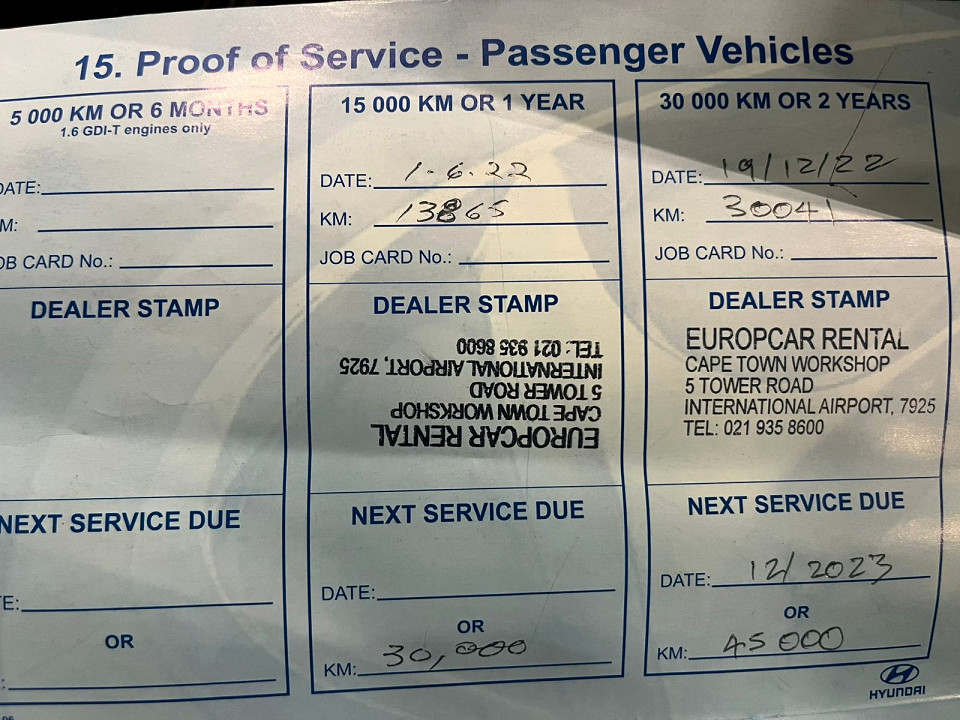 15. Proof of Service - Passenger Vehicles
5 000 KM OR 6 MONTHS
1.6 GDI-T engines only
DATE:
KM:
JOB CARD No.:
DEALER STAMP
NEXT SERVICE DUE
DATE:
OR
15 000 KM OR 1 YEAR
DATE: 1-6.22
KM: 13865
JOB CARD No.:
DEALER STAMP
EUROPCAR RENTAL
CAPE TOWN WORKSHOP
5 TOWER ROAD
INTERNATIONAL AIRPORT, 7925
TEL: 021 935 8600
NEXT SERVICE DUE
DATE:
OR
KM: 30,000
30 000 KM OR 2 YEARS
DATE: 19/12/22
KM: 30041
JOB CARD No.:
DEALER STAMP
EUROPCAR RENTAL
CAPE TOWN WORKSHOP
5 TOWER ROAD
INTERNATIONAL AIRPORT, 7925
TEL: 021 935 8600
NEXT SERVICE DUE
DATE: 12/2023
OR
KM: 45000
HYUNDAI